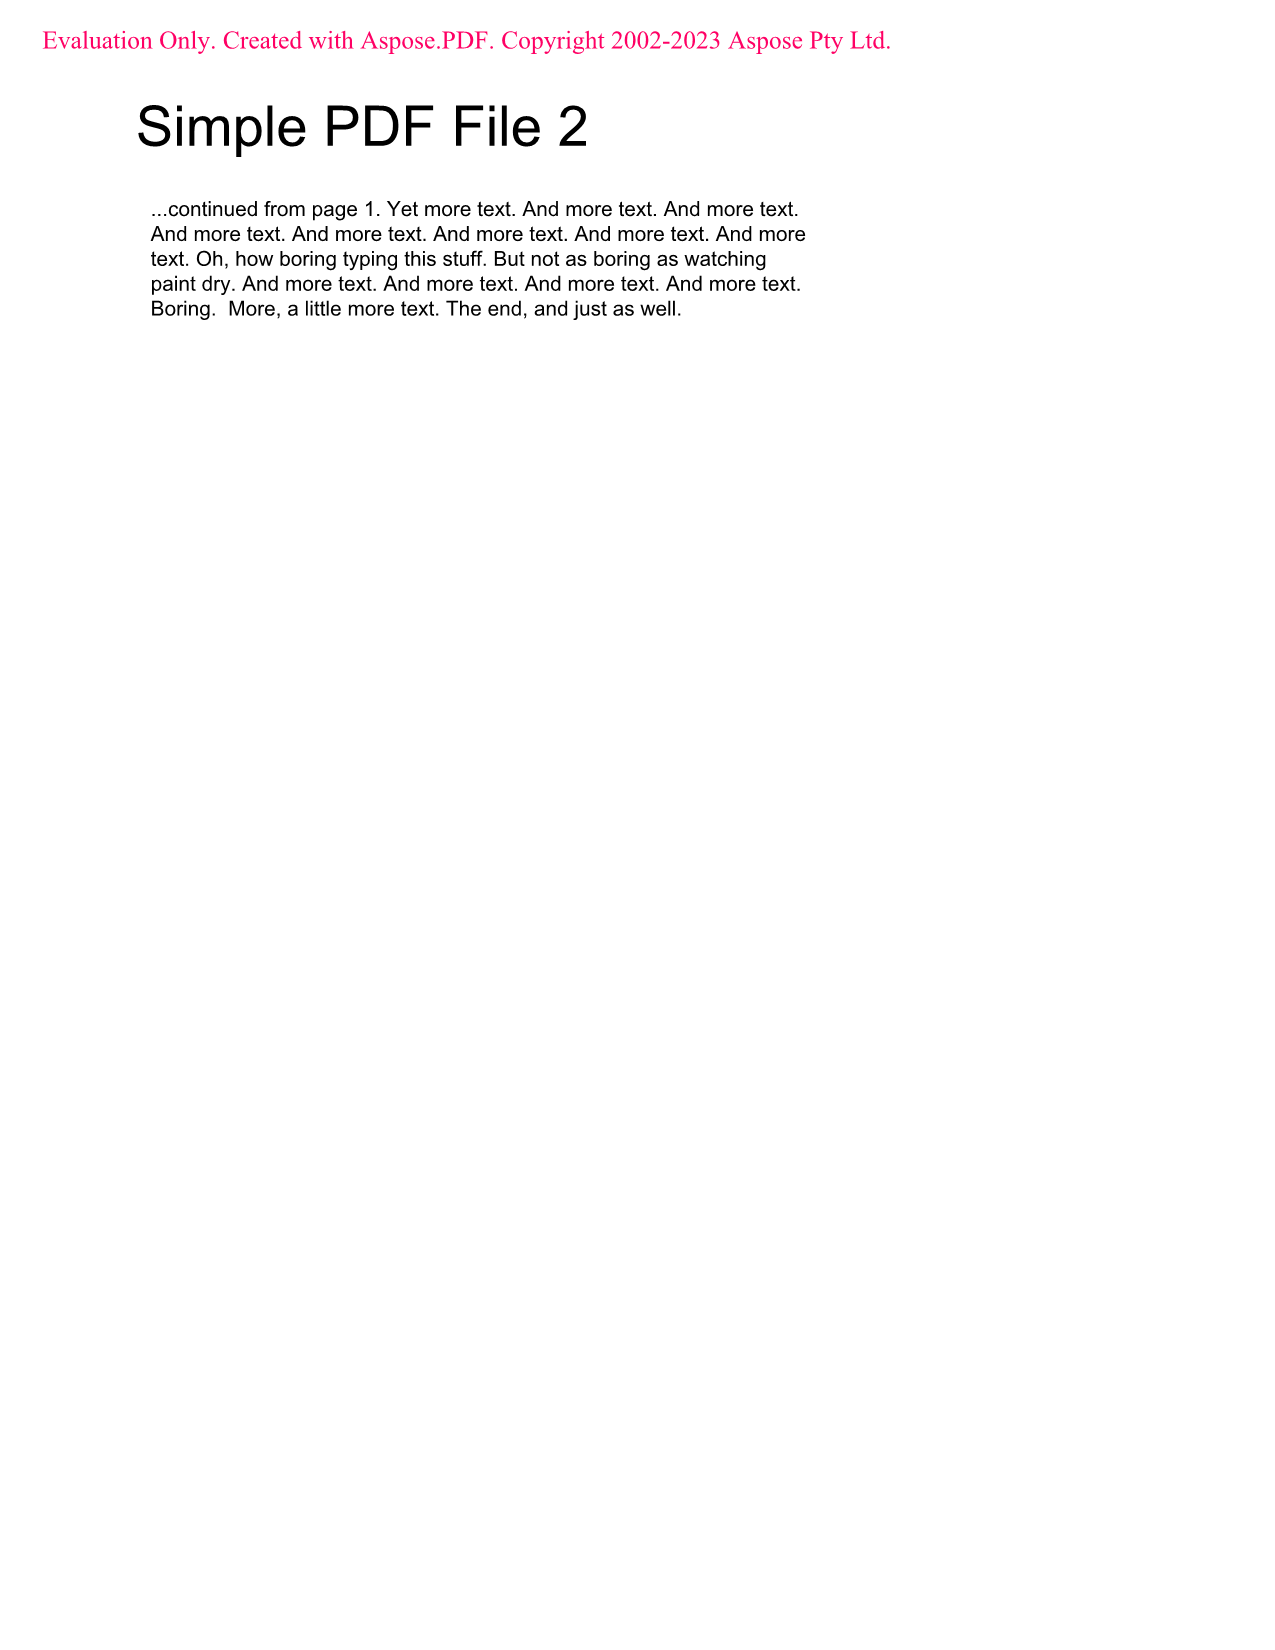 Evaluation Only. Created with Aspose.PDF. Copyright 2002-2023 Aspose Pty Ltd.
Simple PDF File 2
...continued from page 1. Yet more text. And more text. And more text.
And more text. And more text. And more text. And more text. And more
text. Oh, how boring typing this stuff. But not as boring as watching
paint dry. And more text. And more text. And more text. And more text.
Boring.  More, a little more text. The end, and just as well.